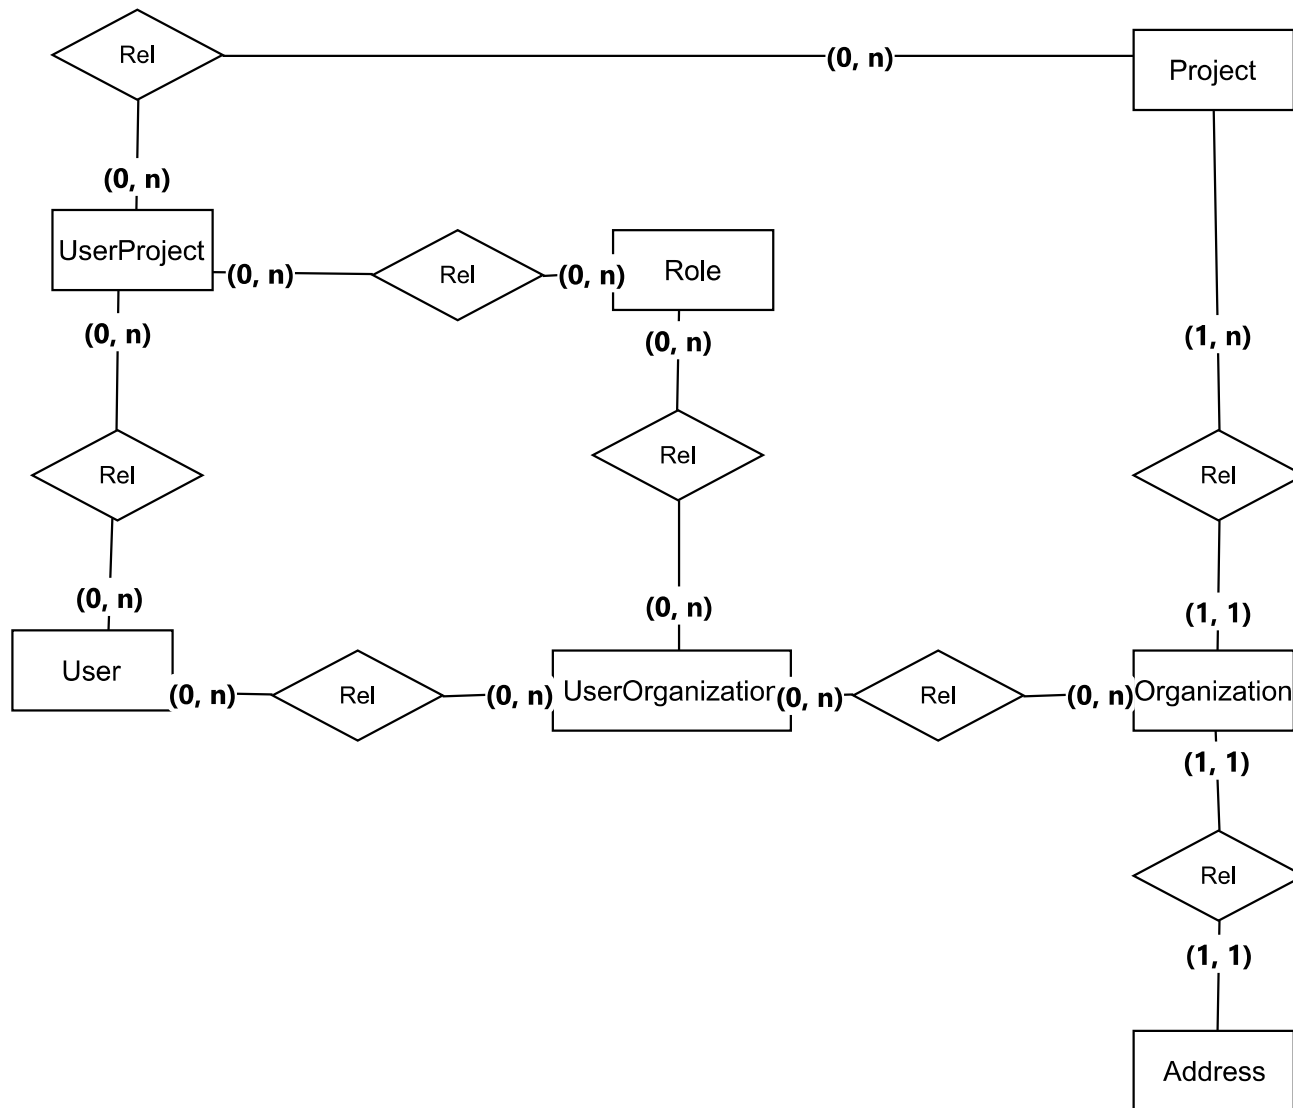 Rel
(0, n)
Project
(0, n)
UserProject
(0, n)
Rel
(0, n)
Role
(0, n)
(0, n)
(1, n)
Rel
Rel
Rel
(0, n)
(0, n)
(1, 1)
User
(0, n)
Rel
(0, n)
UserOrganization
(0, n)
Rel
(0, n)
Organization
(1, 1)
Rel
(1, 1)
Address